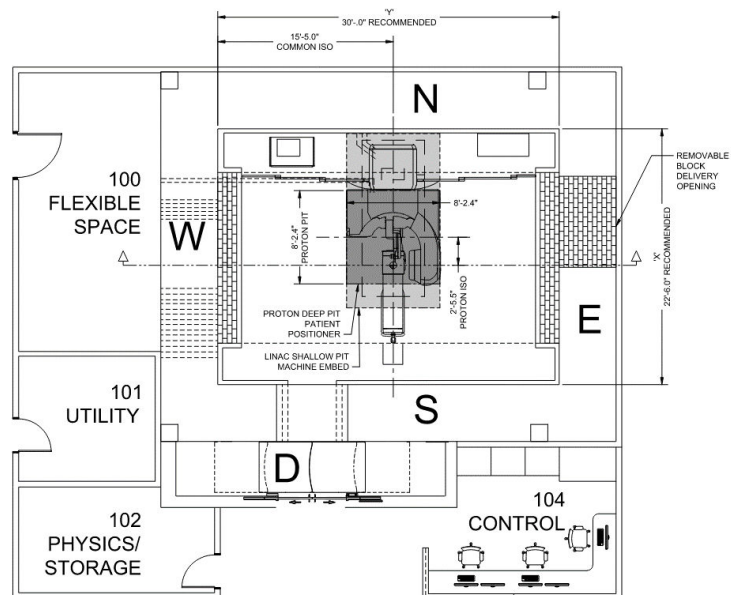 'Y'
30'-.0" RECOMMENDED
15'-5.0"
COMMON ISO
N
REMOVABLE
BLOCK
DELIVERY
OPENING
100
FLEXIBLE
SPACE
W
8'-2.4"
8'-2.4"
PROTON PIT
2'-5.5"
PROTON ISO
'X'
22'-6.0" RECOMMENDED
E
PROTON DEEP PIT
PATIENT
POSITIONER
LINAC SHALLOW PIT
MACHINE EMBED
101
UTILITY
S
D
102
PHYSICS/
STORAGE
104
CONTROL